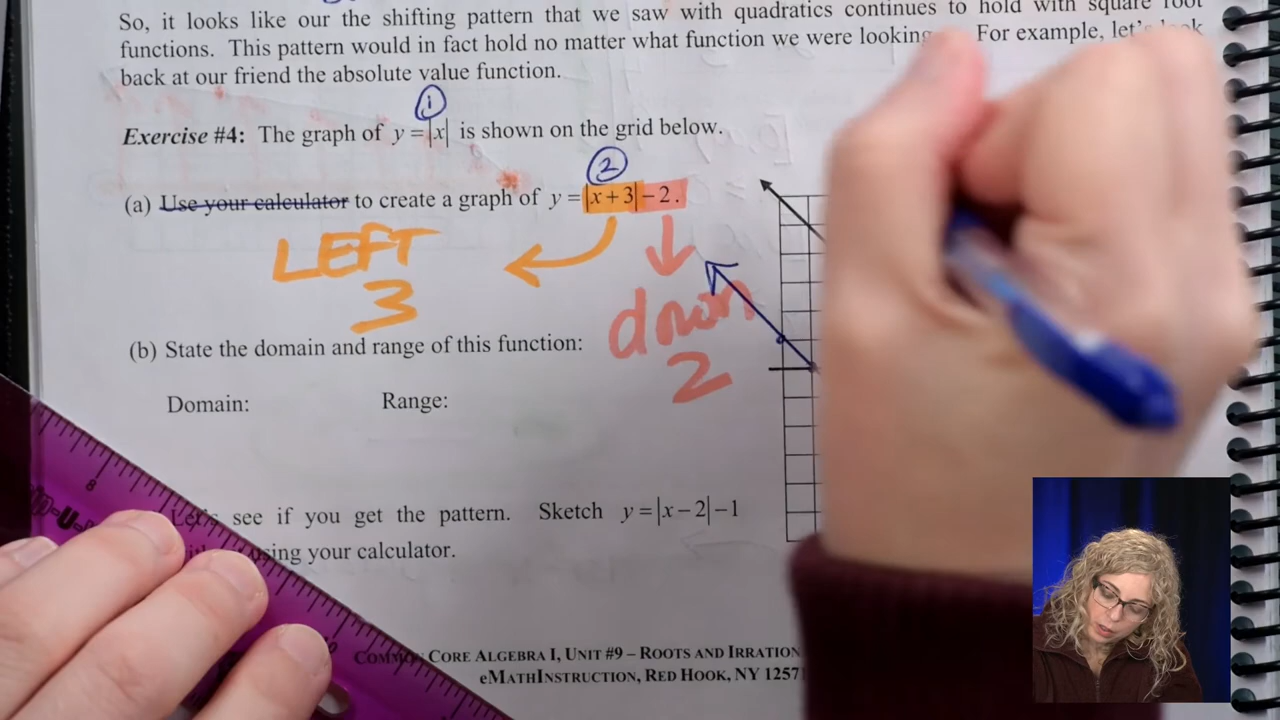 So, it looks like our the shifting pattern that we saw with quadratics continues to hold with square root
functions. This pattern would in fact hold no matter what function we were looking For example, let's
back at our friend the absolute value function.
1
Exercise #4: The graph of y = |x| is shown on the grid below.
2
(a) Use your calculator to create a graph of y = |x + 3| − 2.
LEFT
3
down
2
(b) State the domain and range of this function:
Domain: Range:
8
see if you get the pattern. Sketch y = |x − 2| − 1
using your calculator.
COMMON CORE ALGEBRA I, UNIT #9 – ROOTS AND
EMATHINSTRUCTION, RED HOOK, NY 12571